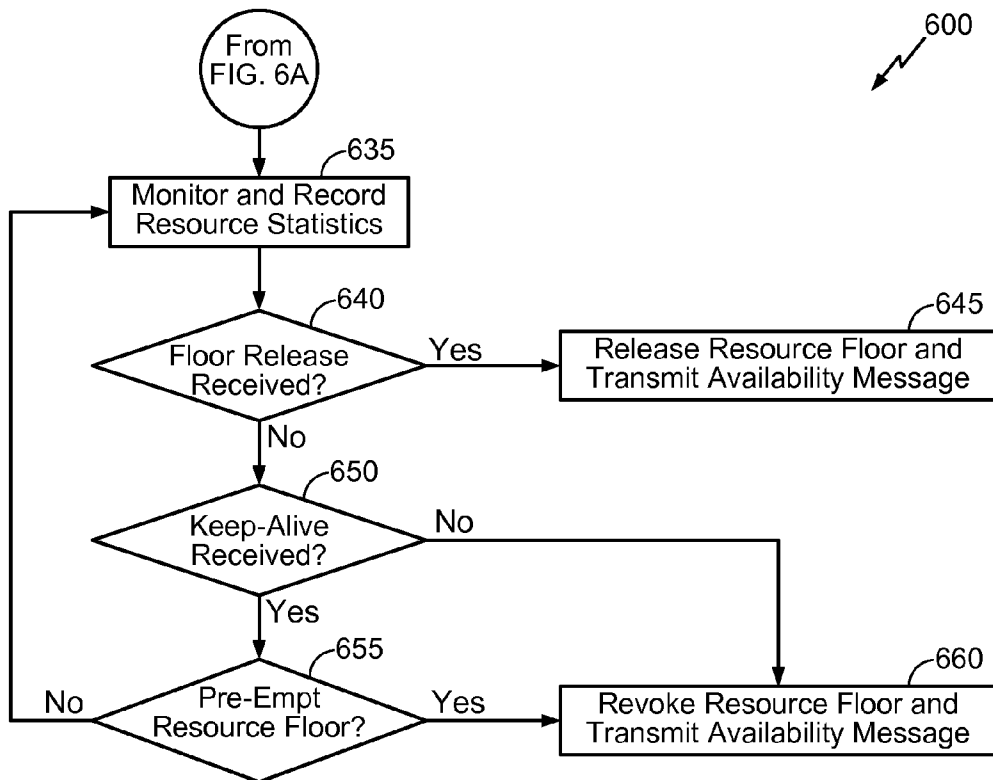 From
FIG. 6A
600
635
Monitor and Record
Resource Statistics
640
Floor Release
Received?
Yes
645
Release Resource Floor and
Transmit Availability Message
No
650
Keep-Alive
Received?
No
Yes
655
Pre-Empt
Resource Floor?
No
Yes
660
Revoke Resource Floor and
Transmit Availability Message